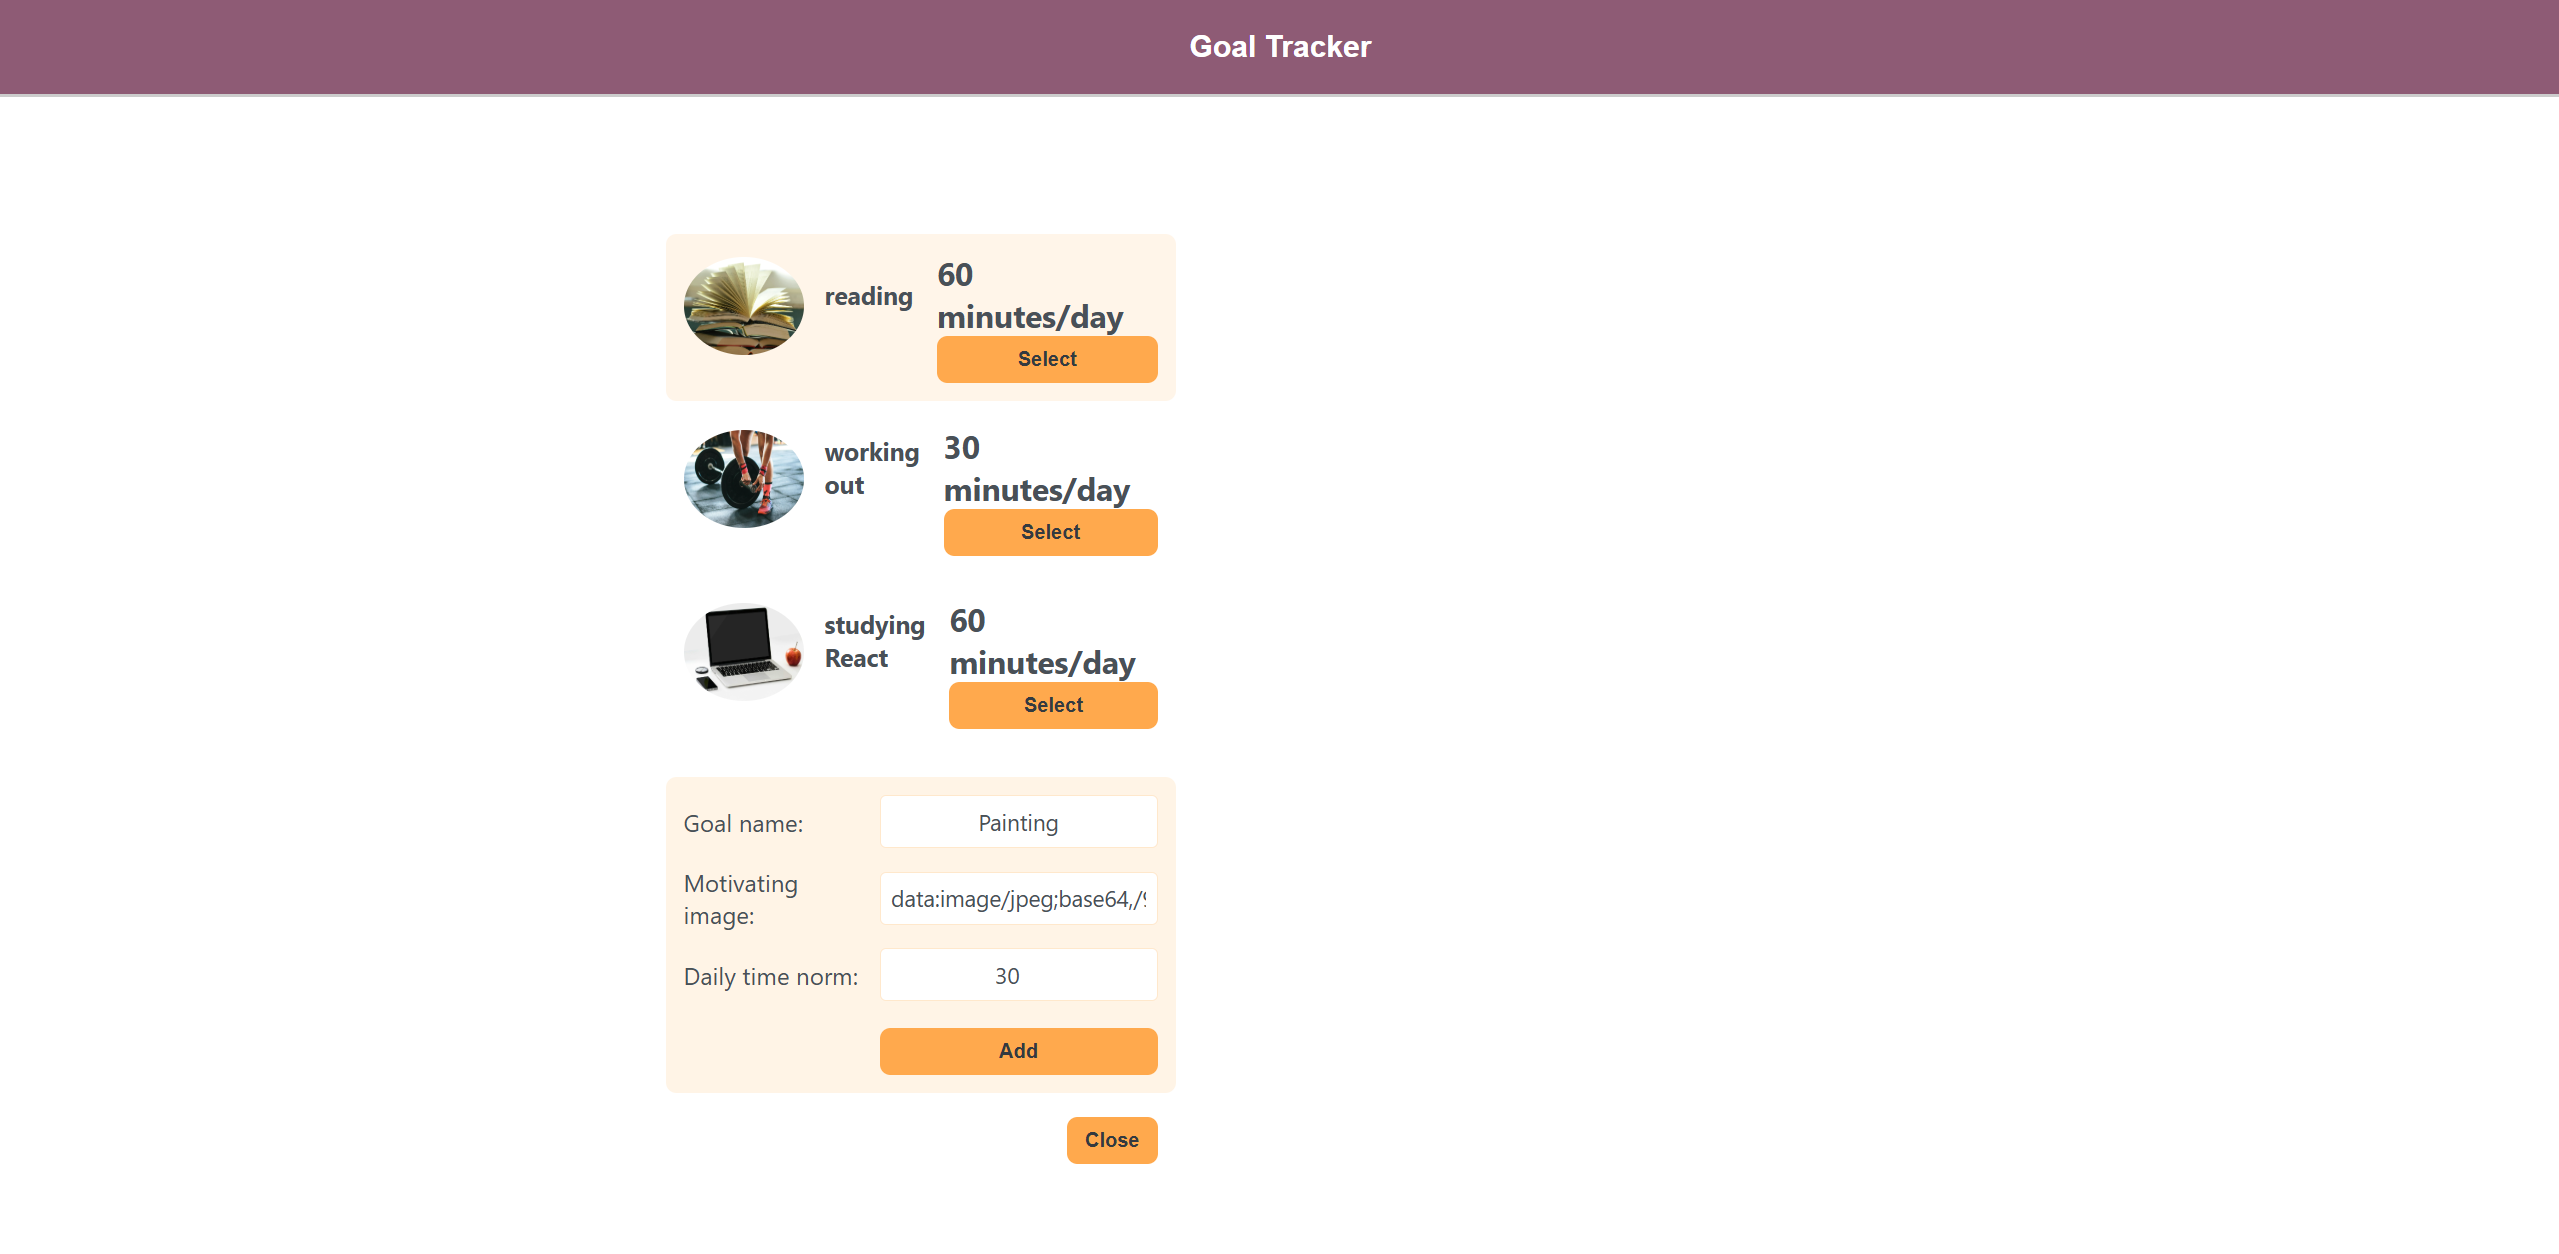 Goal Tracker
reading
60
minutes/day
Select
working
out
30
minutes/day
Select
studying
React
60
minutes/day
Select
Goal name:
Painting
Motivating
image:
data:image/jpeg;base64,/9
Daily time norm:
30
Add
Close